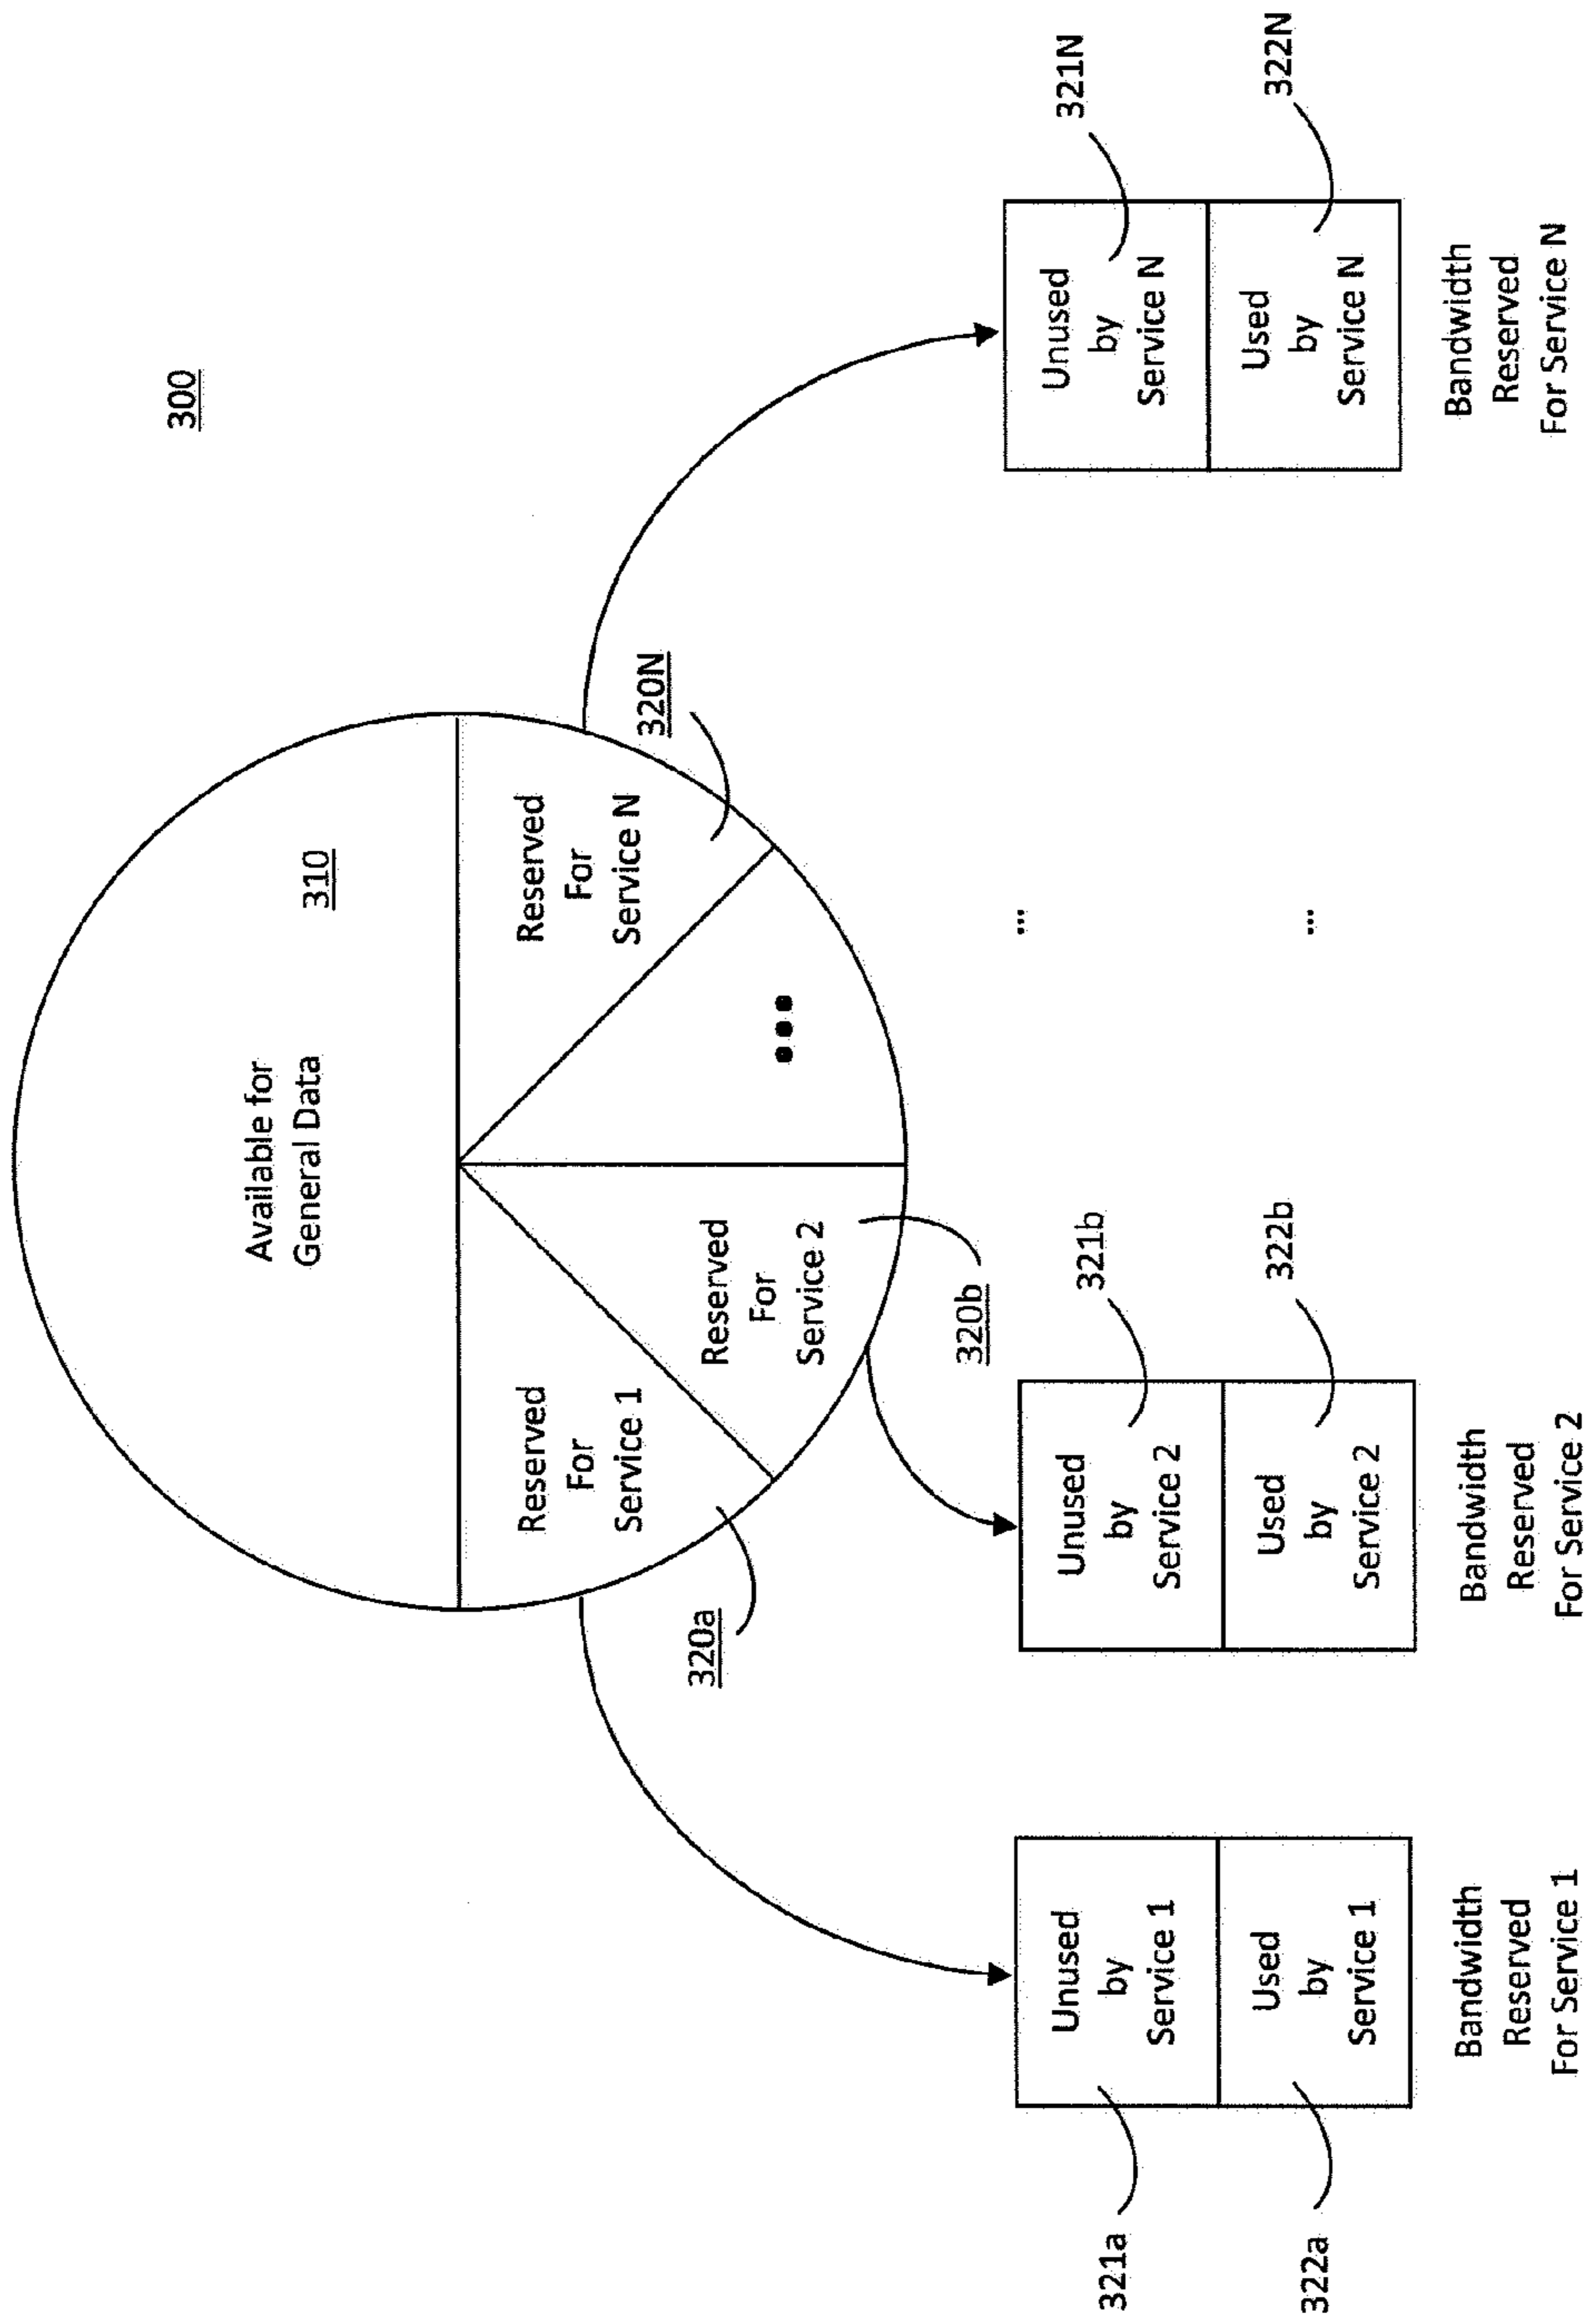 300
Available for
General Data
310
Reserved
For
Service 1
Reserved
For
Service 2
...
Reserved
For
Service N
320a
320b
320N
321a
Unused
by
Service 1
322a
Used
by
Service 1
Bandwidth
Reserved
For Service 1
Unused
by
Service 2
321b
Used
by
Service 2
322b
Bandwidth
Reserved
For Service 2
...
...
Unused
by
Service N
321N
Used
by
Service N
322N
Bandwidth
Reserved
For Service N